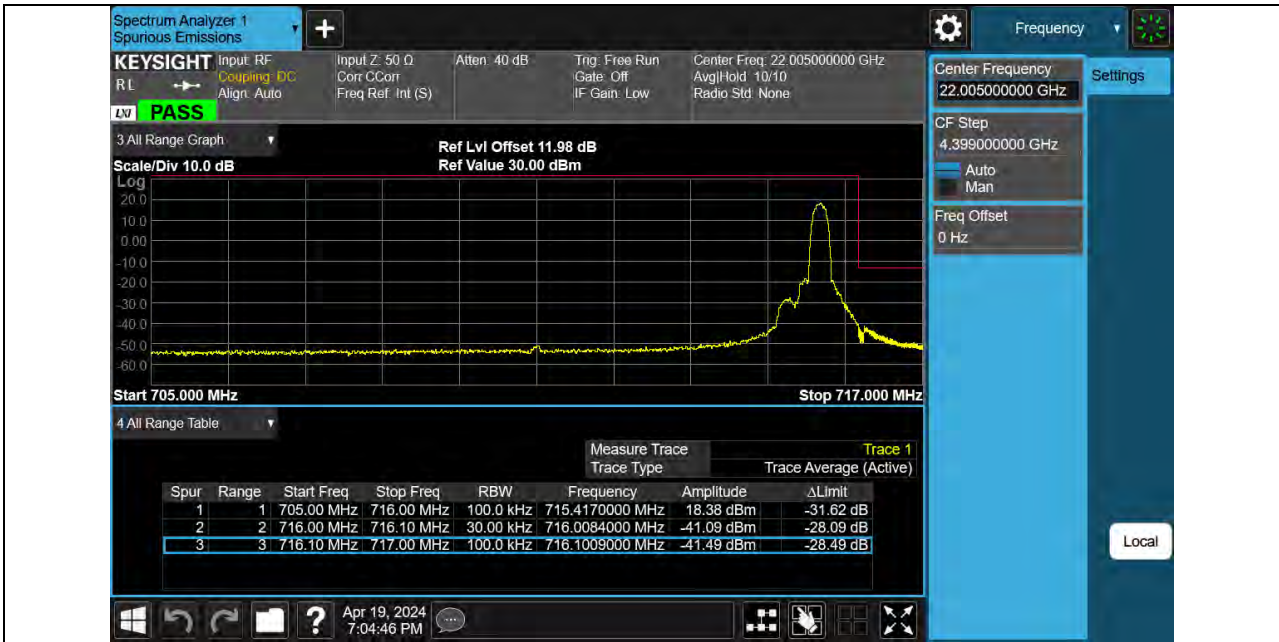 Spectrum Analyzer 1
Spurious Emissions
Frequency
KEYSIGHT
RL
LXI PASS
Input: RF
Coupling: DC
Align: Auto
Input Z: 50 Ω
Corr CCorr
Freq Ref: Int (S)
Atten: 40 dB
Trig: Free Run
Gate: Off
IF Gain: Low
Center Freq: 22.005000000 GHz
Avg|Hold: 10/10
Radio Std: None
Center Frequency
22.005000000 GHz
Settings
CF Step
4.399000000 GHz
Auto
Man
Freq Offset
0 Hz
3 All Range Graph
Scale/Div 10.0 dB
Ref Lvl Offset 11.98 dB
Ref Value 30.00 dBm
Log
20.0
10.0
0.00
-10.0
-20.0
-30.0
-40.0
-50.0
-60.0
Start 705.000 MHz
Stop 717.000 MHz
4 All Range Table
Measure Trace Trace 1
Trace Type Trace Average (Active)
Spur Range Start Freq Stop Freq RBW Frequency Amplitude ΔLimit
1 1 705.00 MHz 716.00 MHz 100.0 kHz 715.4170000 MHz 18.38 dBm -31.62 dB
2 2 716.00 MHz 716.10 MHz 30.00 kHz 716.0084000 MHz -41.09 dBm -28.09 dB
3 3 716.10 MHz 717.00 MHz 100.0 kHz 716.1009000 MHz -41.49 dBm -28.49 dB
Local
Apr 19, 2024
7:04:46 PM